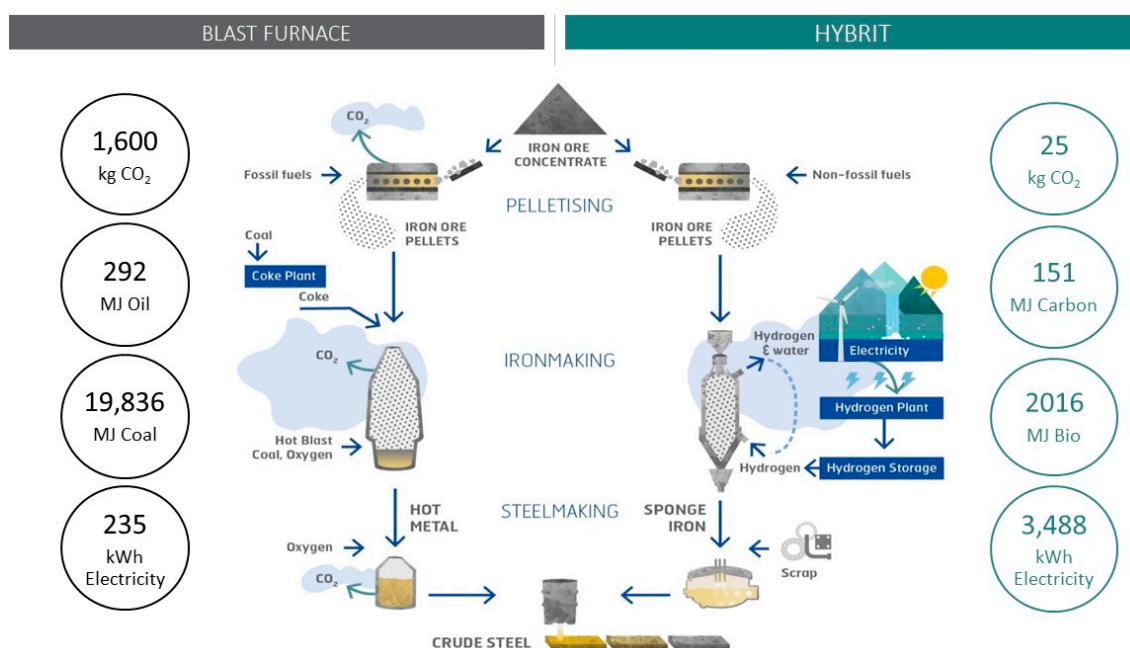 BLAST FURNACE
HYBRIT
1,600
kg CO₂
292
MJ Oil
19,836
MJ Coal
235
kWh
Electricity
CO₂
IRON ORE
CONCENTRATE
Fossil fuels
Non-fossil fuels
PELLETISING
IRON ORE
PELLETS
IRON ORE
PELLETS
Coal
Coke Plant
Coke
CO₂
IRONMAKING
Hydrogen
& water
Electricity
Hydrogen Plant
Hot Blast
Coal, Oxygen
Hydrogen
Hydrogen Storage
HOT
METAL
STEELMAKING
SPONGE
IRON
Oxygen
CO₂
Scrap
CRUDE STEEL
25
kg CO₂
151
MJ Carbon
2016
MJ Bio
3,488
kWh
Electricity